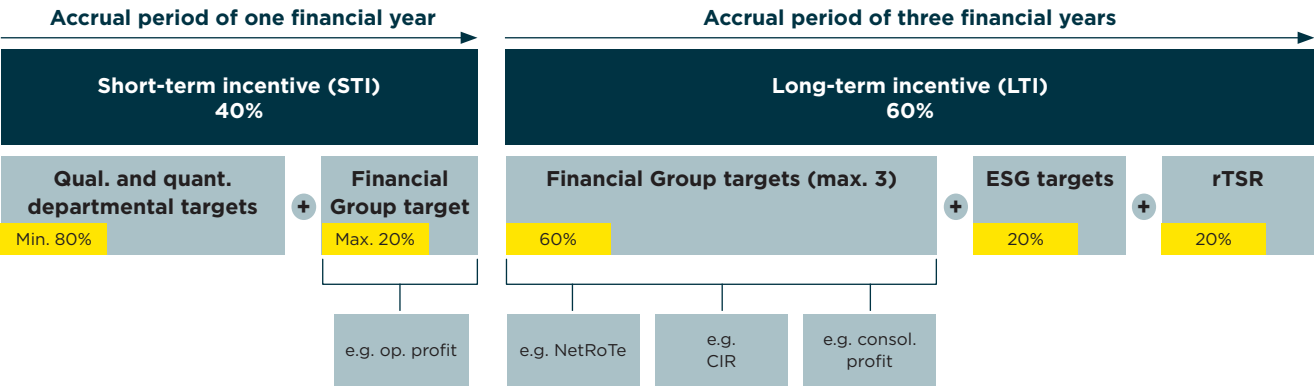 Accrual period of one financial year
Accrual period of three financial years
Short-term incentive (STI)
40%
Long-term incentive (LTI)
60%
Qual. and quant.
departmental targets
Min. 80%
+
Financial
Group target
Max. 20%
Financial Group targets (max. 3)
60%
+
ESG targets
20%
+
rTSR
20%
e.g. op. profit
e.g. NetRoTe
e.g.
CIR
e.g. consol.
profit